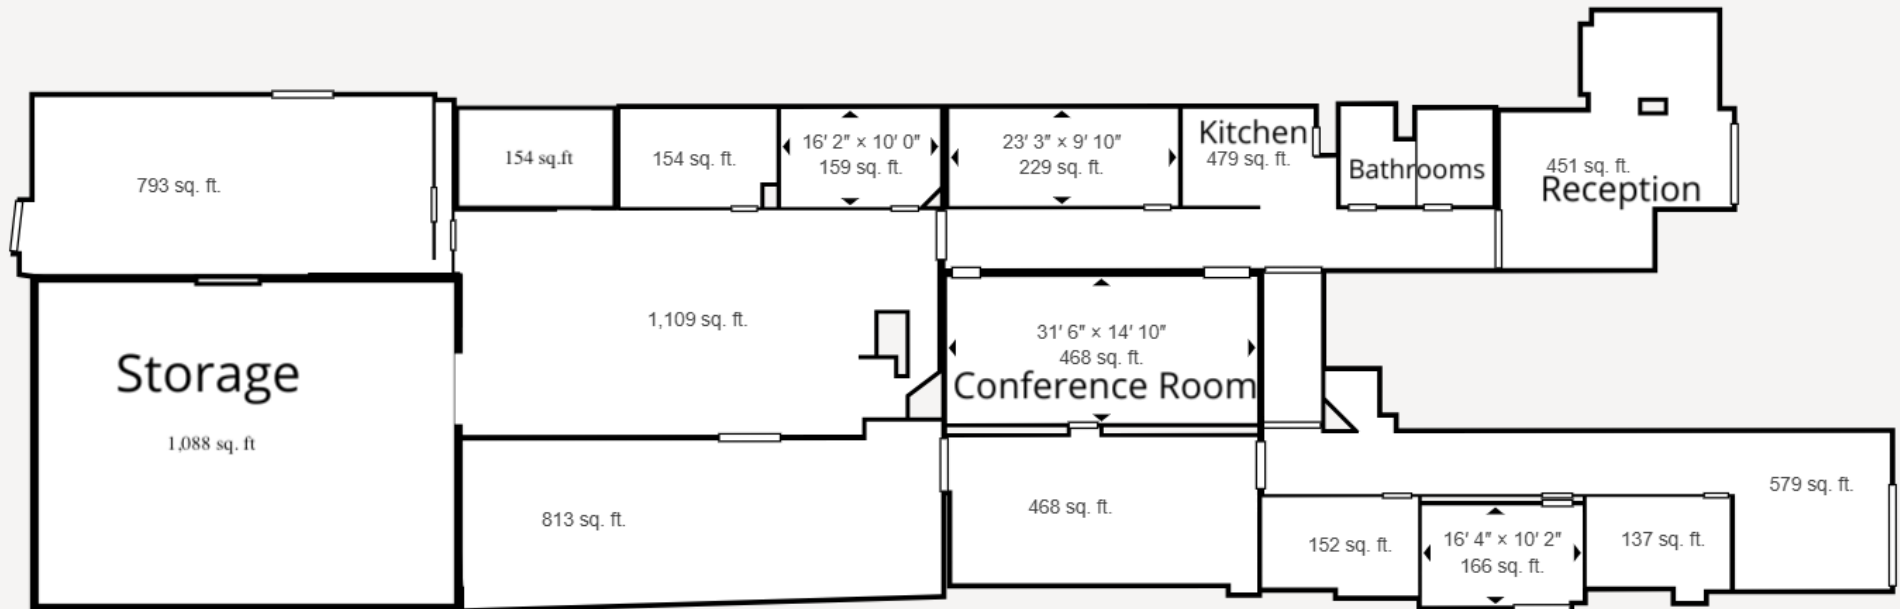 793 sq. ft.
154 sq.ft
154 sq. ft.
16' 2" × 10' 0"
159 sq. ft.
23' 3" × 9' 10"
229 sq. ft.
Kitchen
479 sq. ft.
Bathrooms
451 sq. ft.
Reception
Storage
1,088 sq. ft
1,109 sq. ft.
31' 6" × 14' 10"
468 sq. ft.
Conference Room
813 sq. ft.
468 sq. ft.
152 sq. ft.
16' 4" × 10' 2"
166 sq. ft.
137 sq. ft.
579 sq. ft.